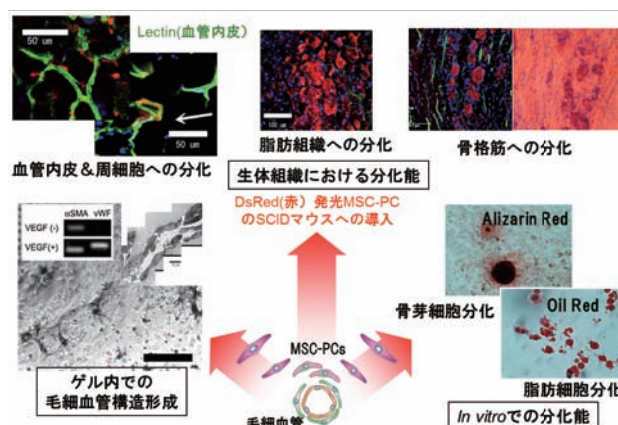 Lectin(血管内皮)
50 um
50 um
100 um
血管内皮&周細胞への分化
脂肪組織への分化
骨格筋への分化
生体組織における分化能
DsRed(赤)発光MSC-PC
のSCIDマウスへの導入
αSMA vWF
VEGF (-)
VEGF(+)
Alizarin Red
骨芽細胞分化
Oil Red
脂肪細胞分化
MSC-PCs
ゲル内での
毛細血管構造形成
毛細血管
In vitroでの分化能